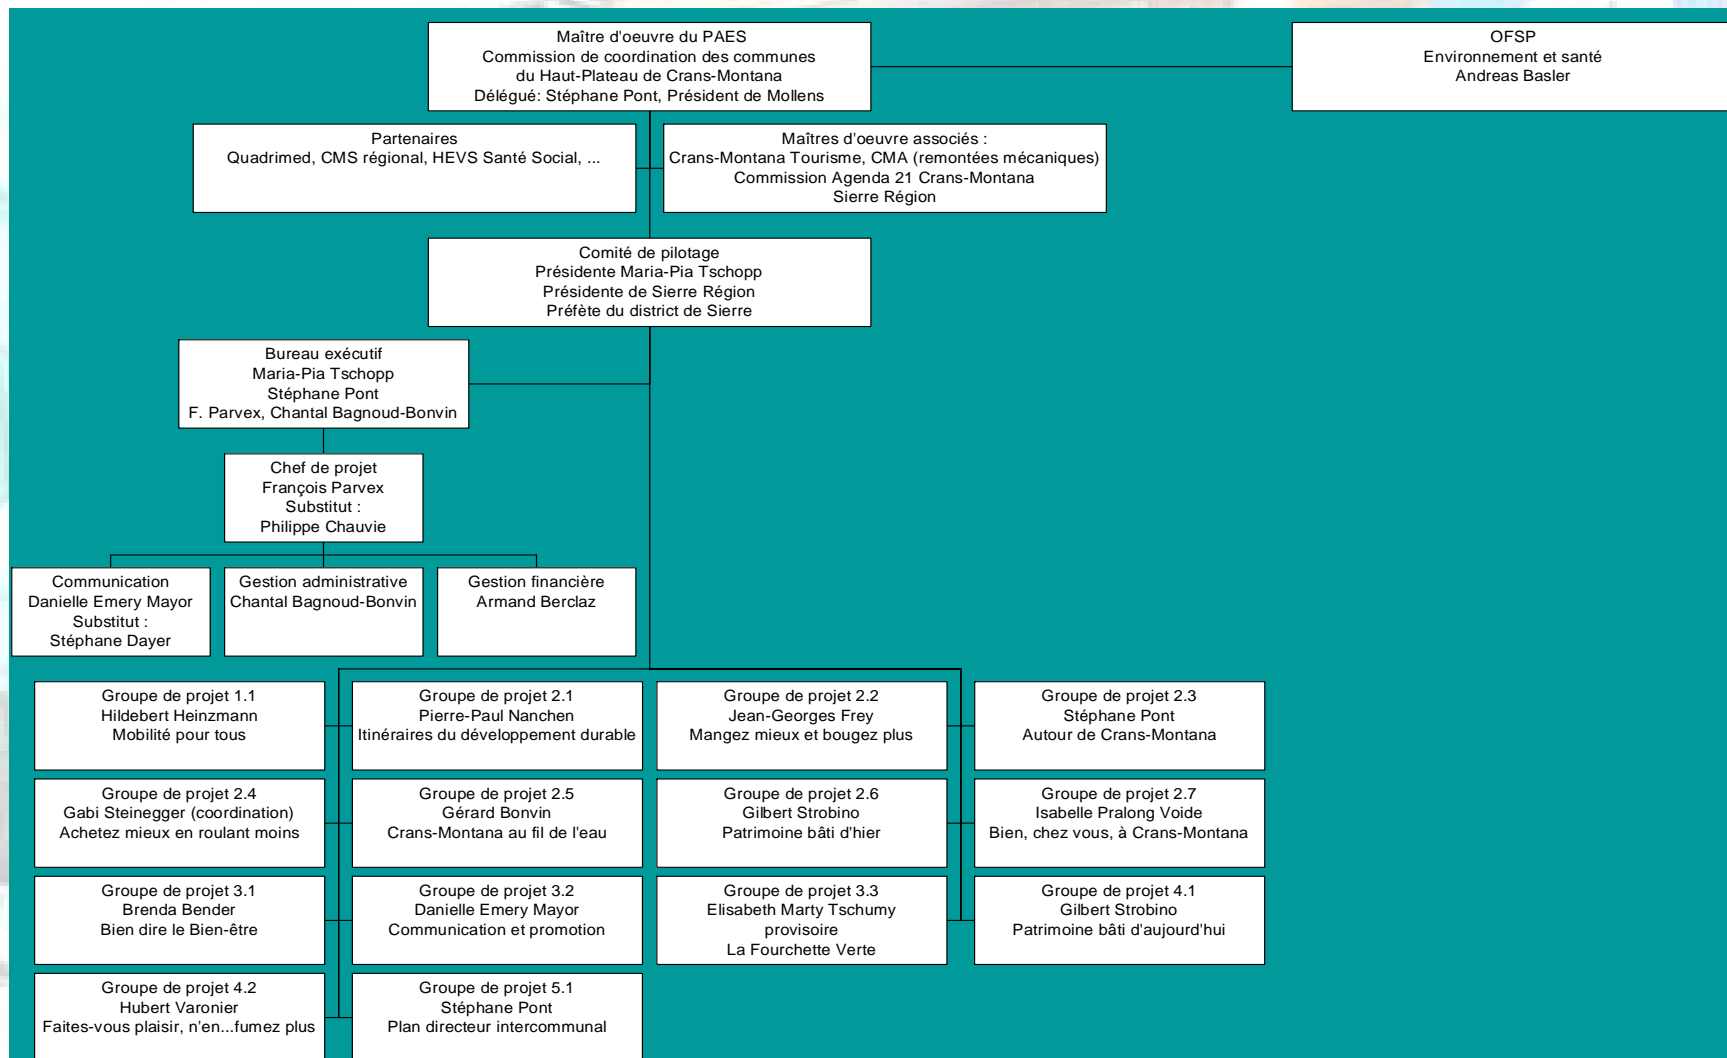 Maître d'oeuvre du PAES
Commission de coordination des communes
du Haut-Plateau de Crans-Montana
Délégué: Stéphane Pont, Président de Mollens
OFSP
Environnement et santé
Andreas Basler
Partenaires
Quadrimed, CMS régional, HEVS Santé Social, ...
Maîtres d'oeuvre associés :
Crans-Montana Tourisme, CMA (remontées mécaniques)
Commission Agenda 21 Crans-Montana
Sierre Région
Comité de pilotage
Présidente Maria-Pia Tschopp
Présidente de Sierre Région
Préfète du district de Sierre
Bureau exécutif
Maria-Pia Tschopp
Stéphane Pont
F. Parvex, Chantal Bagnoud-Bonvin
Chef de projet
François Parvex
Substitut :
Philippe Chauvie
Communication
Danielle Emery Mayor
Substitut :
Stéphane Dayer
Gestion administrative
Chantal Bagnoud-Bonvin
Gestion financière
Armand Berclaz
Groupe de projet 1.1
Hildebert Heinzmann
Mobilité pour tous
Groupe de projet 2.1
Pierre-Paul Nanchen
Itinéraires du développement durable
Groupe de projet 2.2
Jean-Georges Frey
Mangez mieux et bougez plus
Groupe de projet 2.3
Stéphane Pont
Autour de Crans-Montana
Groupe de projet 2.4
Gabi Steinegger (coordination)
Achetez mieux en roulant moins
Groupe de projet 2.5
Gérard Bonvin
Crans-Montana au fil de l'eau
Groupe de projet 2.6
Gilbert Strobino
Patrimoine bâti d'hier
Groupe de projet 2.7
Isabelle Pralong Voide
Bien, chez vous, à Crans-Montana
Groupe de projet 3.1
Brenda Bender
Bien dire le Bien-être
Groupe de projet 3.2
Danielle Emery Mayor
Communication et promotion
Groupe de projet 3.3
Elisabeth Marty Tschumy
provisoire
La Fourchette Verte
Groupe de projet 4.1
Gilbert Strobino
Patrimoine bâti d'aujourd'hui
Groupe de projet 4.2
Hubert Varonier
Faites-vous plaisir, n'en...fumez plus
Groupe de projet 5.1
Stéphane Pont
Plan directeur intercommunal